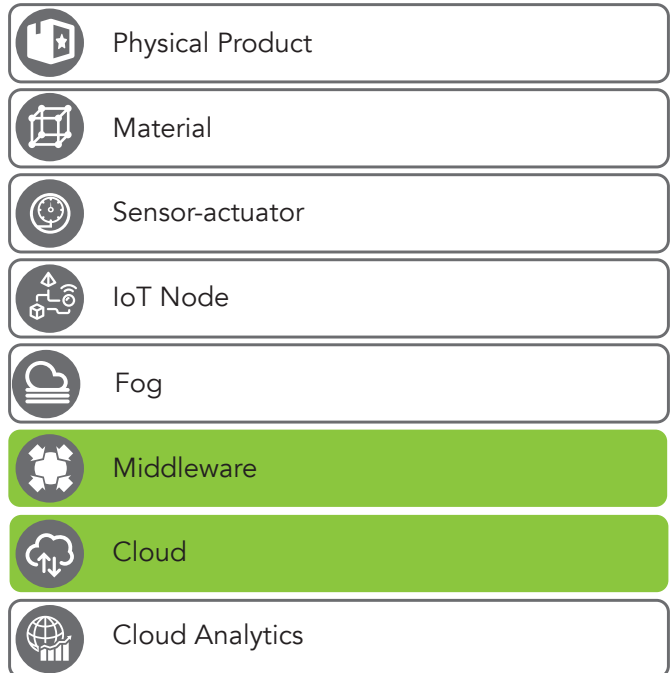 Physical Product
Material
Sensor-actuator
IoT Node
Fog
Middleware
Cloud
Cloud Analytics